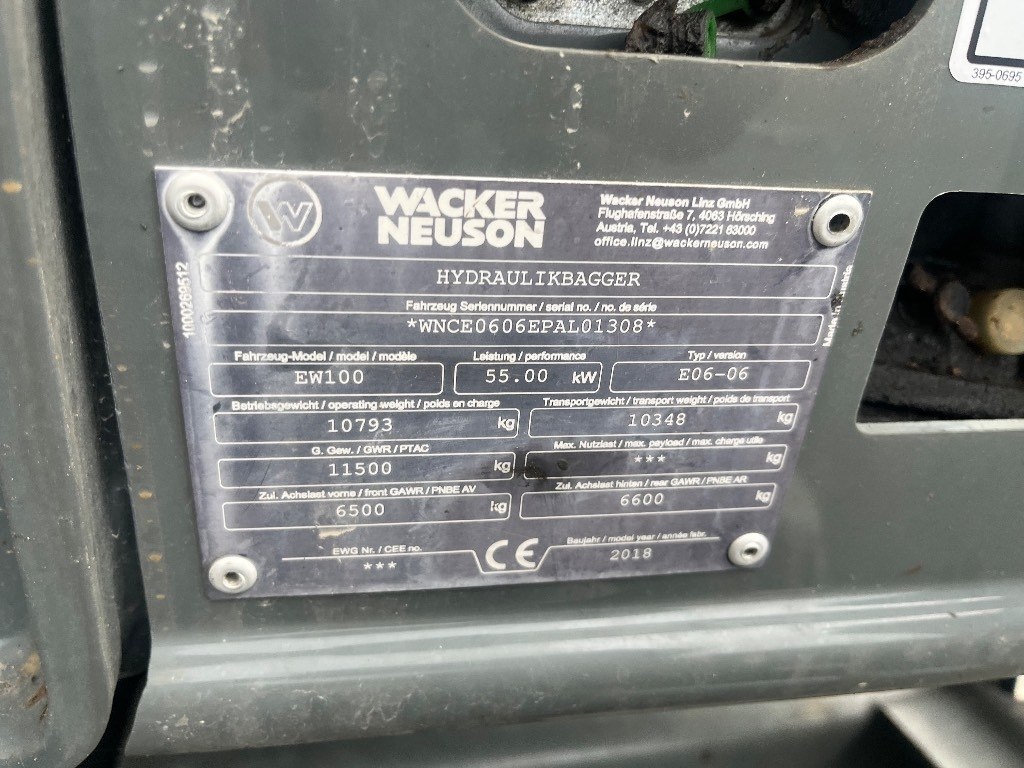 395-0695
WACKER
NEUSON
Wacker Neuson Linz GmbH
Flughafenstraße 7, 4063 Hörsching
Austria, Tel. +43 (0)7221 63000
office.linz@wackerneuson.com
1000269512
HYDRAULIKBAGGER
Made in
Fahrzeug Seriennummer / serial no. / no. de série
*WNCE0606EPAL01308*
Fahrzeug-Model / model / modèle
EW100
Leistung / performance
55.00 kW
Typ / version
E06-06
Betriebsgewicht / operating weight / poids en charge
10793 kg
Transportgewicht / transport weight / poids de transport
10348 kg
G. Gew. / GWR / PTAC
11500 kg
Max. Nutzlast / max. payload / max. charge utile
*** kg
Zul. Achslast vorne / front GAWR / PNBE AV
6500 kg
Zul. Achslast hinten / rear GAWR / PNBE AR
6600 kg
EWG Nr. / CEE no.
***
CE
Baujahr / model year / année fabr.
2018